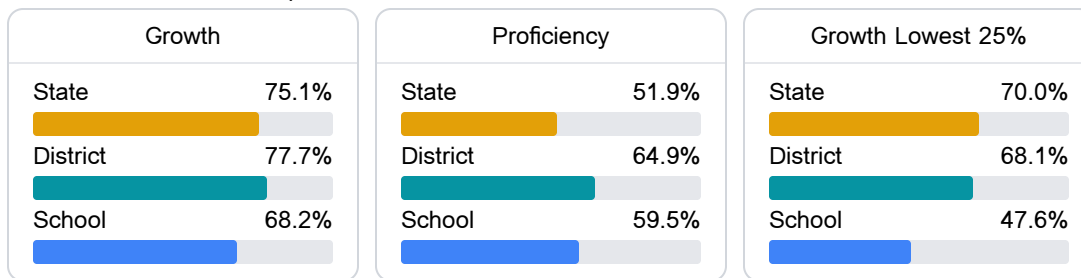 Growth
State 75.1%
District 77.7%
School 68.2%
Proficiency
State 51.9%
District 64.9%
School 59.5%
Growth Lowest 25%
State 70.0%
District 68.1%
School 47.6%